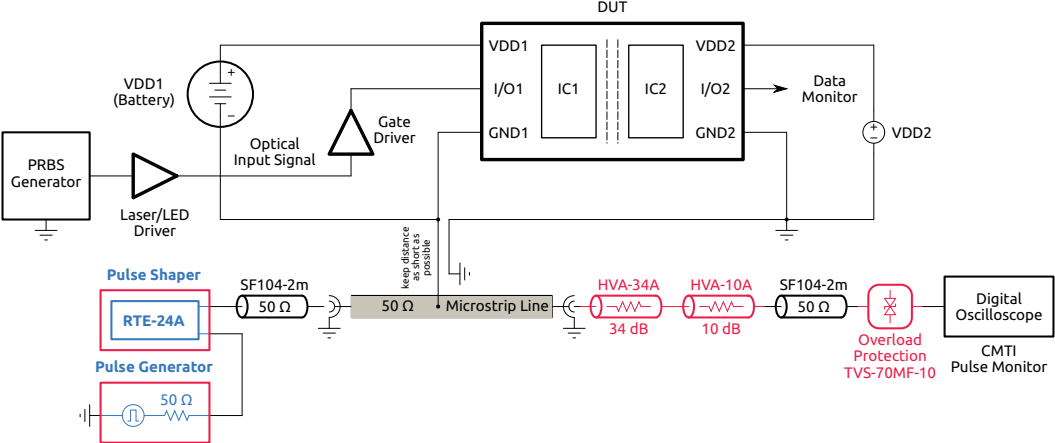 DUT
VDD1
(Battery)
+
−
VDD1
VDD2
I/O1
I/O2
IC1
IC2
GND1
GND2
Data
Monitor
+
−
VDD2
Gate
Driver
Optical
Input Signal
PRBS
Generator
Laser/LED
Driver
keep distance
as short as
possible
Pulse Shaper
RTE-24A
SF104-2m
50 Ω
50 Ω
Microstrip Line
HVA-34A
34 dB
HVA-10A
10 dB
SF104-2m
50 Ω
Overload
Protection
TVS-70MF-10
Digital
Oscilloscope
CMTI
Pulse Monitor
Pulse Generator
50 Ω